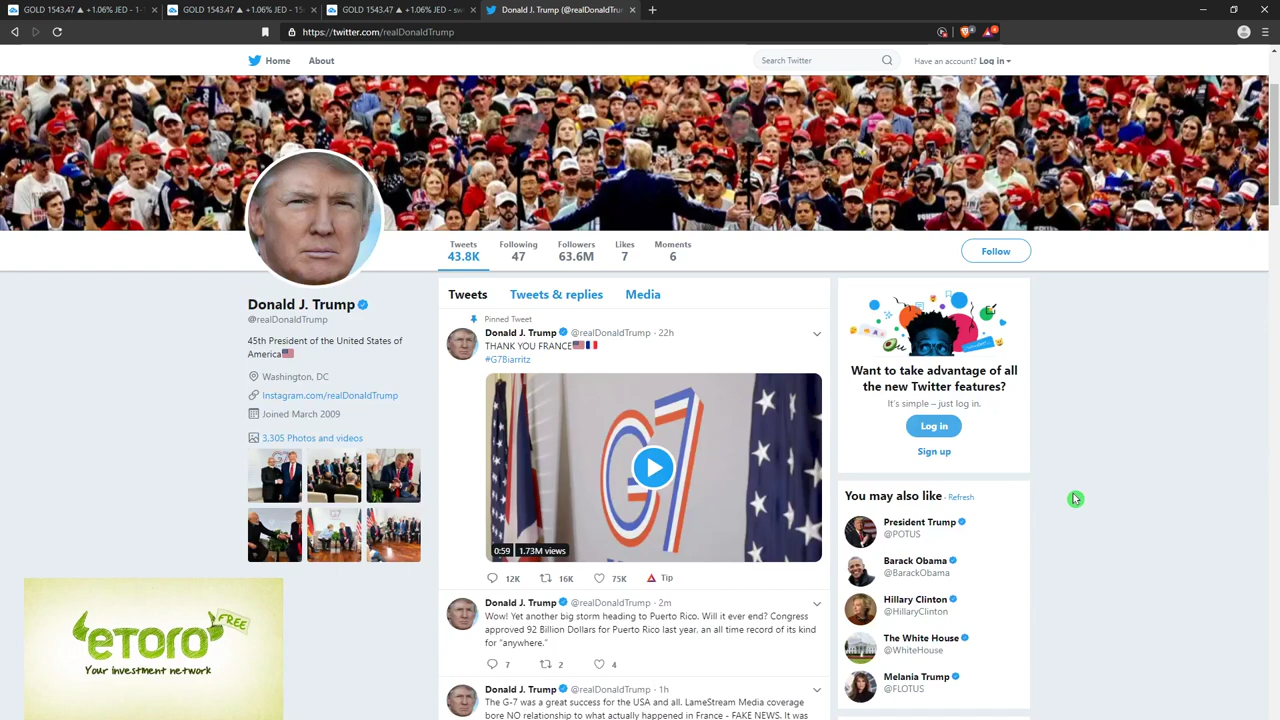 GOLD 1543.47 ▲ +1.06% JED - 1-
GOLD 1543.47 ▲ +1.06% JED - 15
GOLD 1543.47 ▲ +1.06% JED - sw
Donald J. Trump (@realDonaldTru
https://twitter.com/realDonaldTrump
Home
About
Search Twitter
Have an account? Log in
Tweets
43.8K
Following
47
Followers
63.6M
Likes
7
Moments
6
Follow
Donald J. Trump
@realDonaldTrump
45th President of the United States of
America🇺🇸
Washington, DC
Instagram.com/realDonaldTrump
Joined March 2009
3,305 Photos and videos
eTORO FREE
Your investment network
Tweets
Tweets & replies
Media
Pinned Tweet
Donald J. Trump @realDonaldTrump · 22h
THANK YOU FRANCE🇺🇸🇫🇷
#G7Biarritz
G7
0:59 | 1.73M views
12K
16K
75K
Tip
Donald J. Trump @realDonaldTrump · 2m
Wow! Yet another big storm heading to Puerto Rico. Will it ever end? Congress
approved 92 Billion Dollars for Puerto Rico last year, an all time record of its kind
for “anywhere.”
7
2
4
Donald J. Trump @realDonaldTrump · 1h
The G-7 was a great success for the USA and all. LameStream Media coverage
bore NO relationship to what actually happened in France - FAKE NEWS. It was
Want to take advantage of all
the new Twitter features?
It's simple – just log in.
Log in
Sign up
You may also like · Refresh
President Trump
@POTUS
Barack Obama
@BarackObama
Hillary Clinton
@HillaryClinton
The White House
@WhiteHouse
Melania Trump
@FLOTUS